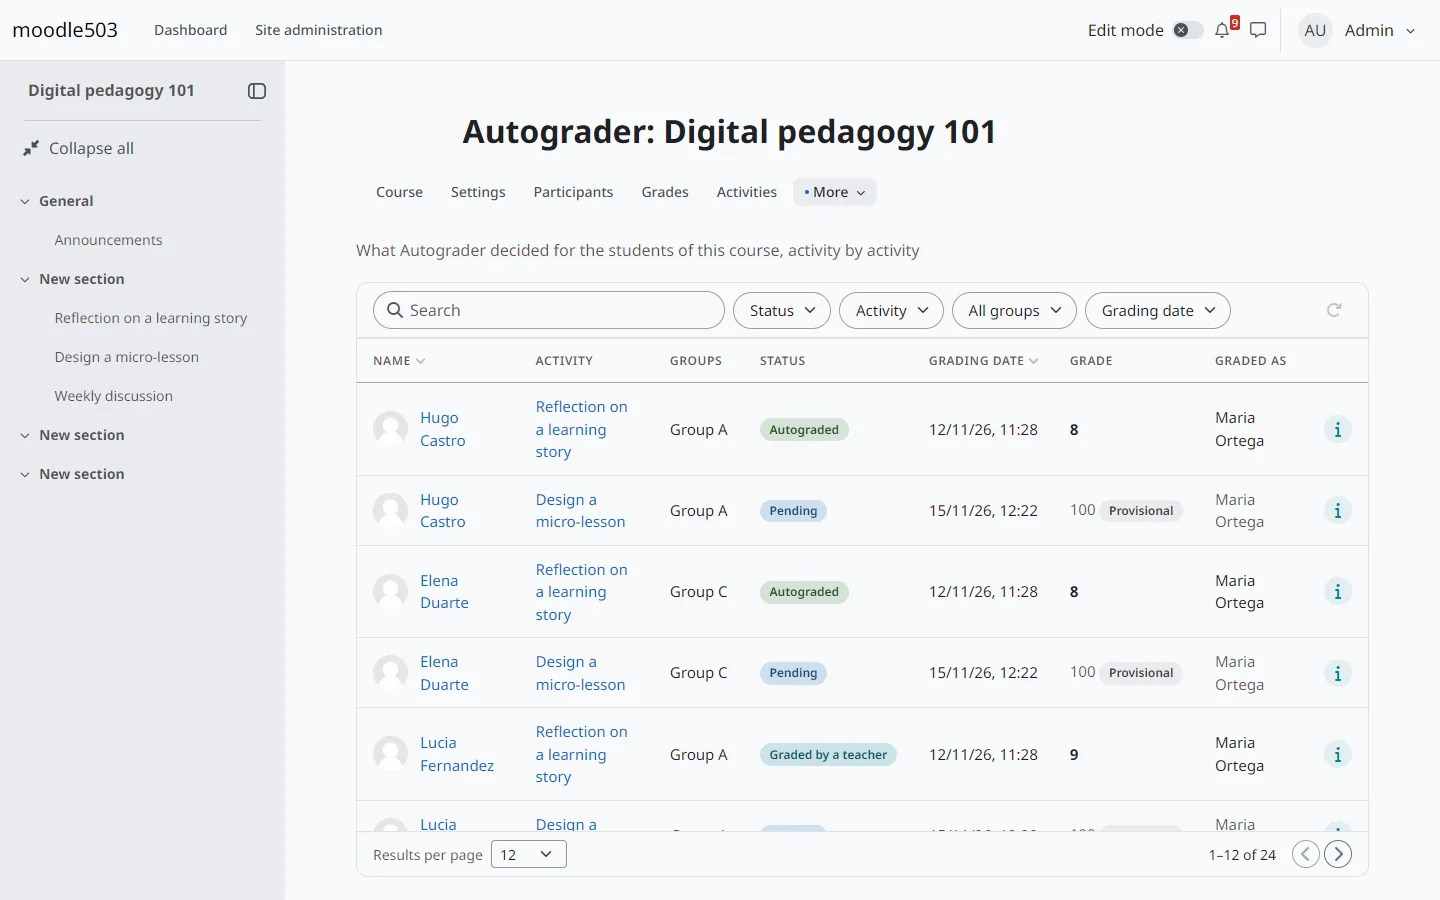 moodle503
Dashboard
Site administration
Edit mode
9
AU
Admin
Digital pedagogy 101
Collapse all
General
Announcements
New section
Reflection on a learning story
Design a micro-lesson
Weekly discussion
New section
New section
Autograder: Digital pedagogy 101
Course
Settings
Participants
Grades
Activities
More
What Autograder decided for the students of this course, activity by activity
Search
Status
Activity
All groups
Grading date
NAME
ACTIVITY
GROUPS
STATUS
GRADING DATE
GRADE
GRADED AS
Hugo
Castro
Reflection on
a learning
story
Group A
Autograded
12/11/26, 11:28
8
Maria
Ortega
Hugo
Castro
Design a
micro-lesson
Group A
Pending
15/11/26, 12:22
100 Provisional
Maria
Ortega
Elena
Duarte
Reflection on
a learning
story
Group C
Autograded
12/11/26, 11:28
8
Maria
Ortega
Elena
Duarte
Design a
micro-lesson
Group C
Pending
15/11/26, 12:22
100 Provisional
Maria
Ortega
Lucia
Fernandez
Reflection on
a learning
story
Group A
Graded by a teacher
12/11/26, 11:28
9
Maria
Ortega
Lucia
Design a
Maria
Results per page
12
1–12 of 24